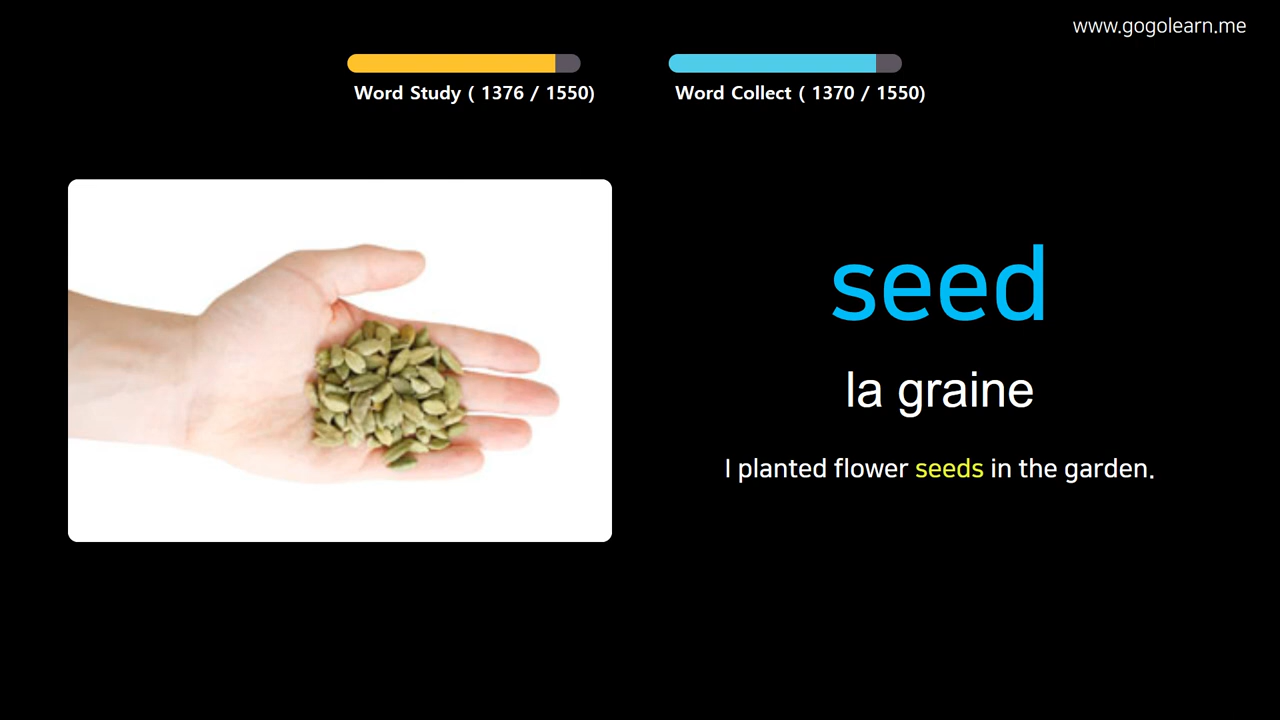 www.gogolearn.me
Word Study ( 1376 / 1550)
Word Collect ( 1370 / 1550)
seed
la graine
I planted flower seeds in the garden.